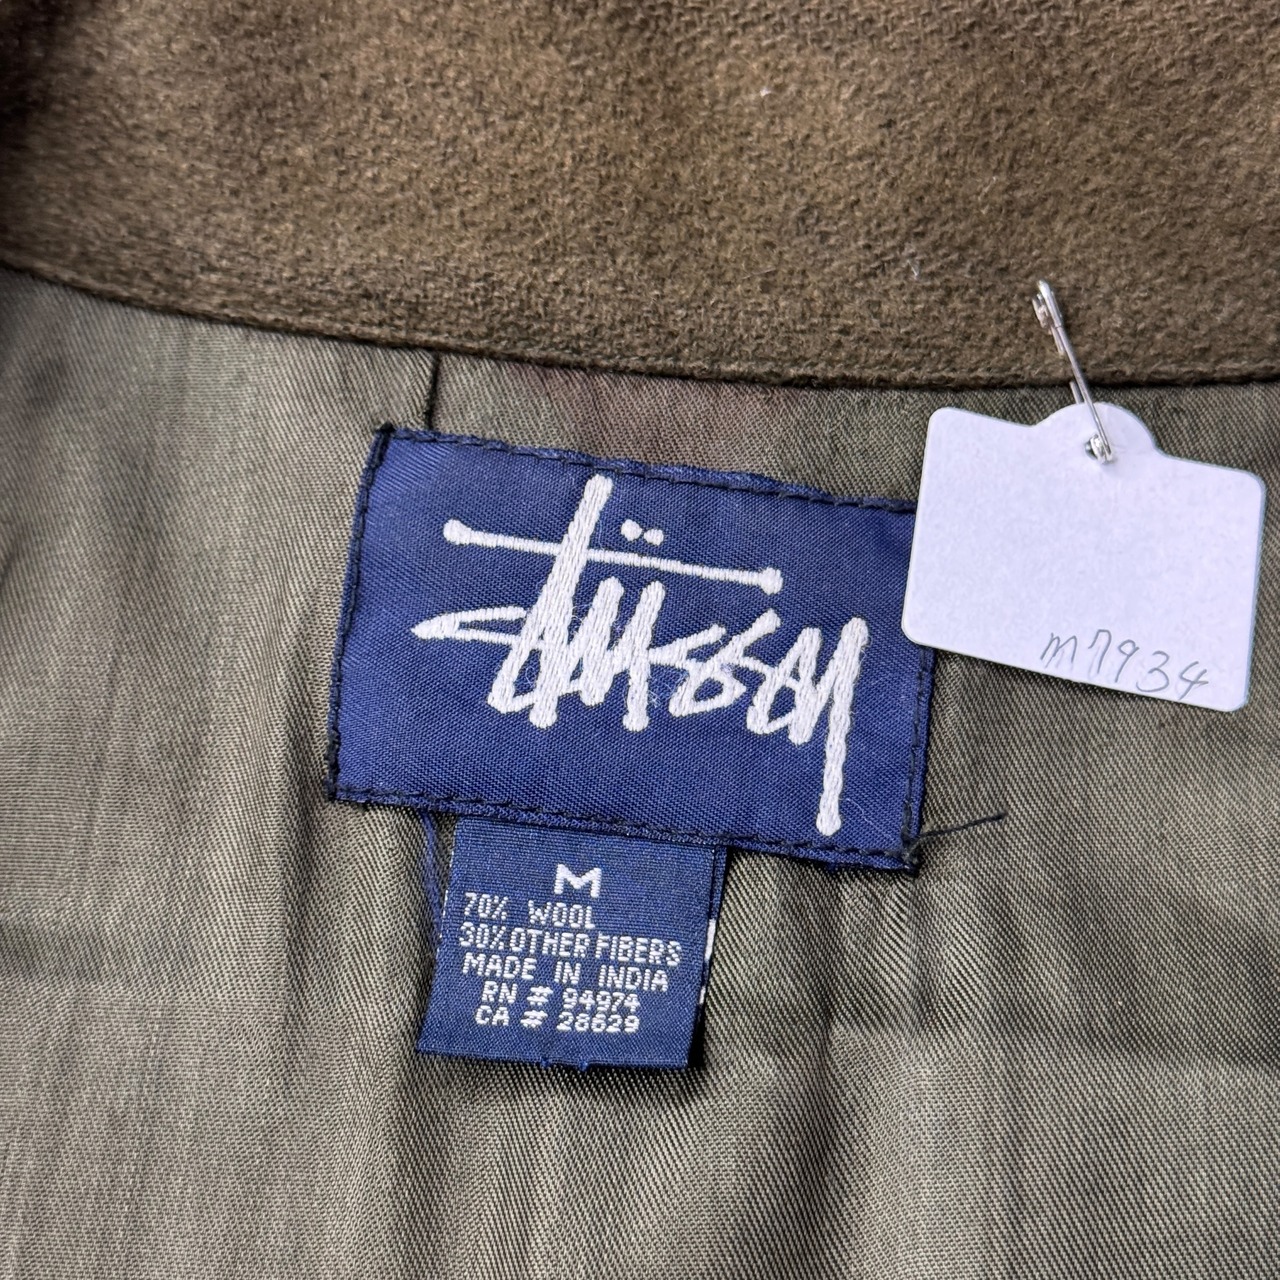 Stüssy
m7934
M
70% WOOL
30% OTHER FIBERS
MADE IN INDIA
RN # 94974
CA # 28629